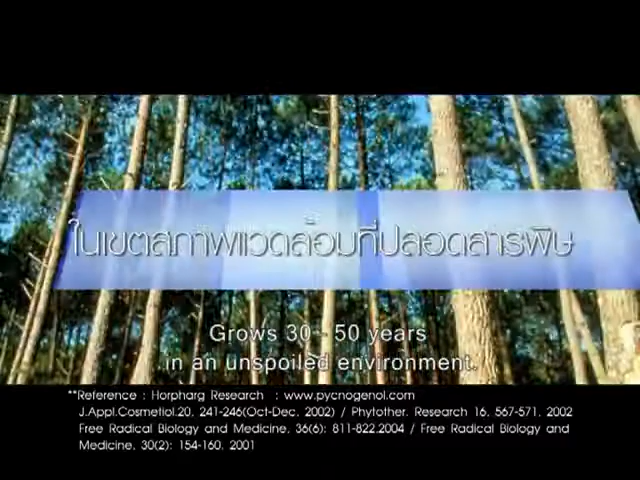 ในเขตสภาพแวดล้อมที่ปลอดสารพิษ
Grows 30 - 50 years
in an unspoiled environment.
**Reference : Horpharg Research : www.pycnogenol.com
J.Appl.Cosmetiol.20, 241-246(Oct-Dec, 2002) / Phytother. Research 16, 567-571, 2002
Free Radical Biology and Medicine, 36(6): 811-822.2004 / Free Radical Biology and
Medicine, 30(2): 154-160, 2001